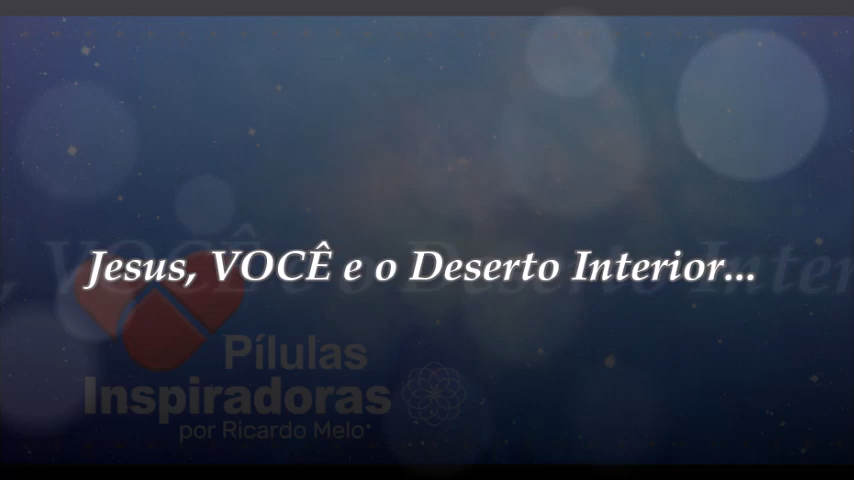 Jesus, VOCÊ e o Deserto Interior...
Pílulas
Inspiradoras
por Ricardo Melo